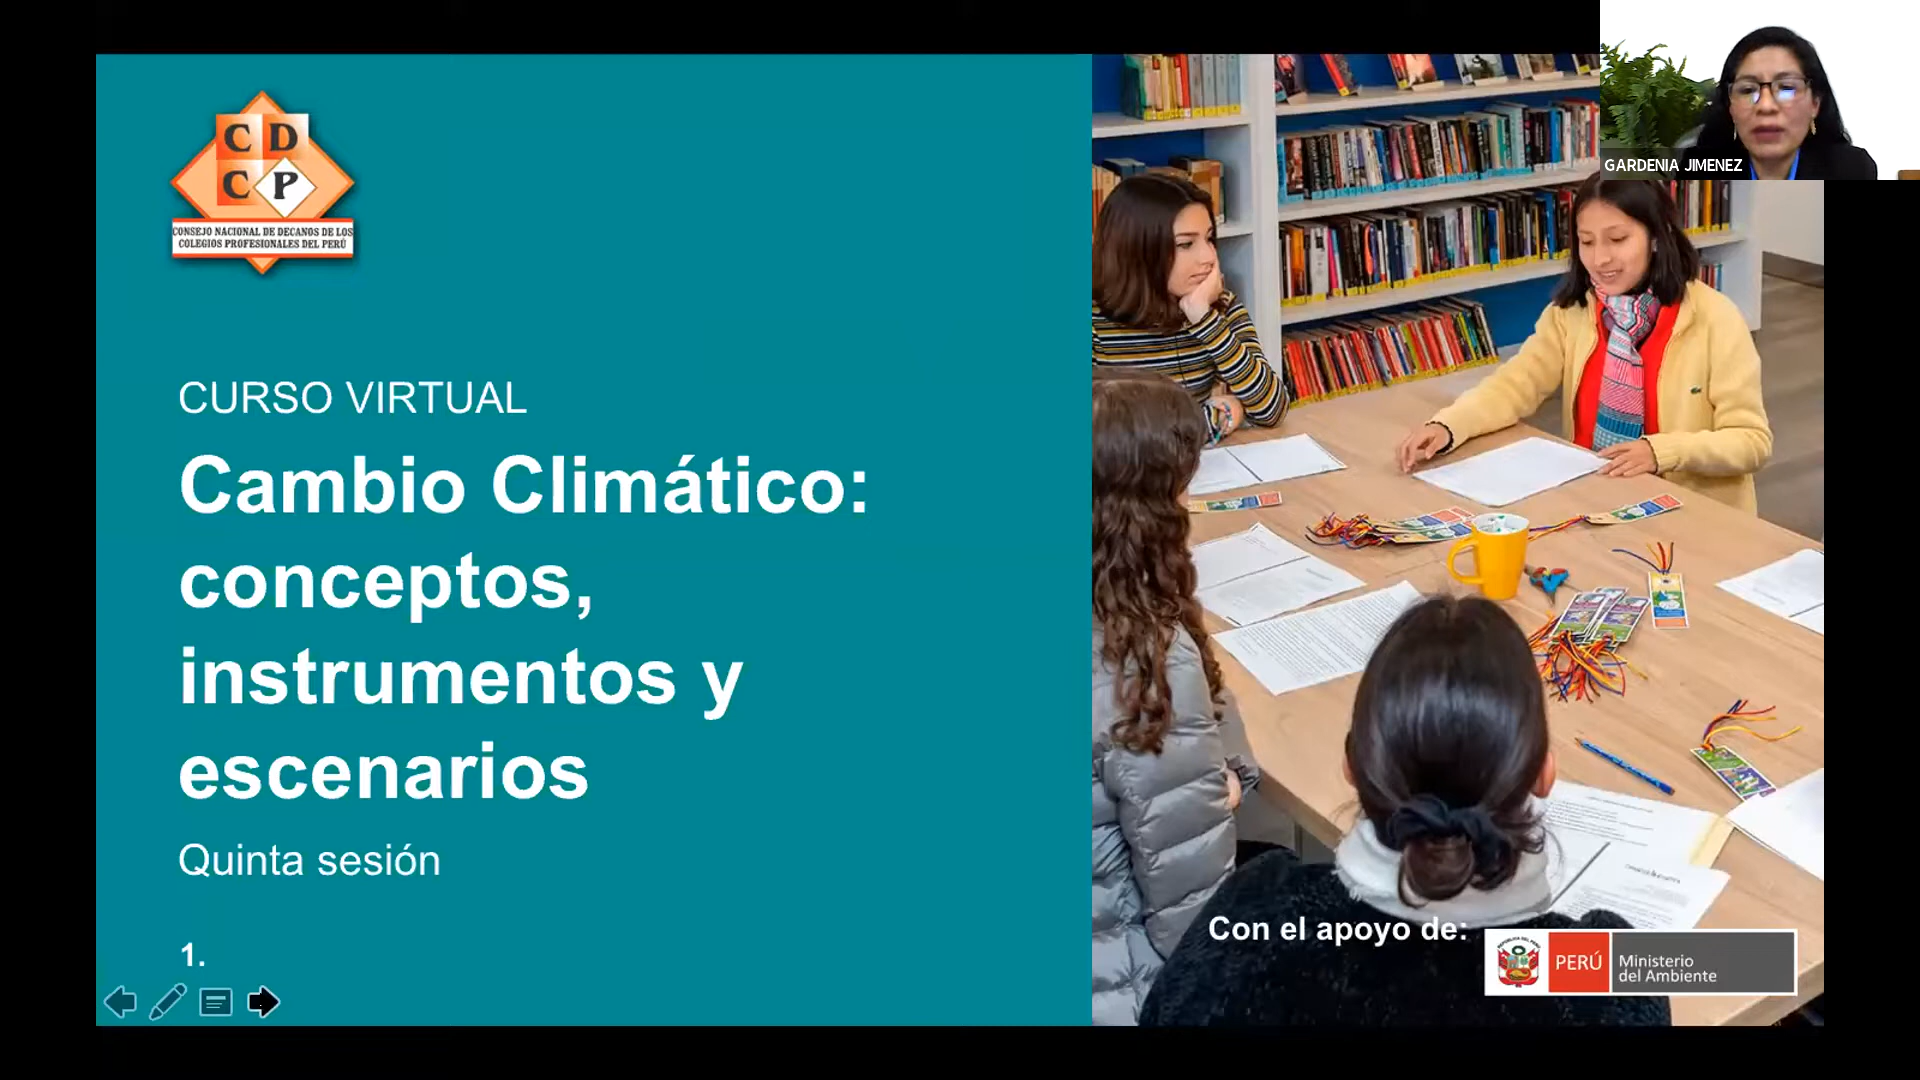 C D
C P
CONSEJO NACIONAL DE DECANOS DE LOS
COLEGIOS PROFESIONALES DEL PERÚ
CURSO VIRTUAL
Cambio Climático:
conceptos,
instrumentos y
escenarios
Quinta sesión
1.
GARDENIA JIMENEZ
Con el apoyo de:
PERÚ
Ministerio
del Ambiente